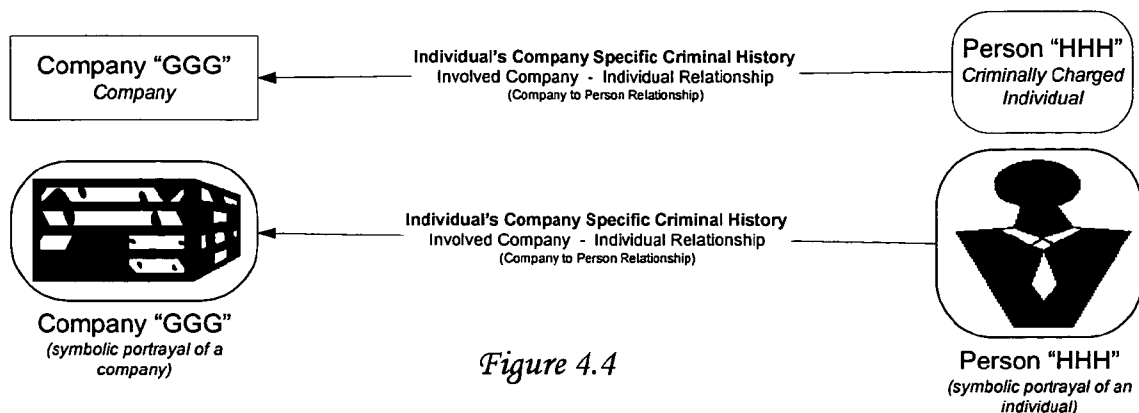 Company “GGG”
Company
Individual's Company Specific Criminal History
Involved Company - Individual Relationship
(Company to Person Relationship)
Person “HHH”
Criminally Charged
Individual
Individual's Company Specific Criminal History
Involved Company - Individual Relationship
(Company to Person Relationship)
Company “GGG”
(symbolic portrayal of a
company)
Figure 4.4
Person “HHH”
(symbolic portrayal of an
individual)